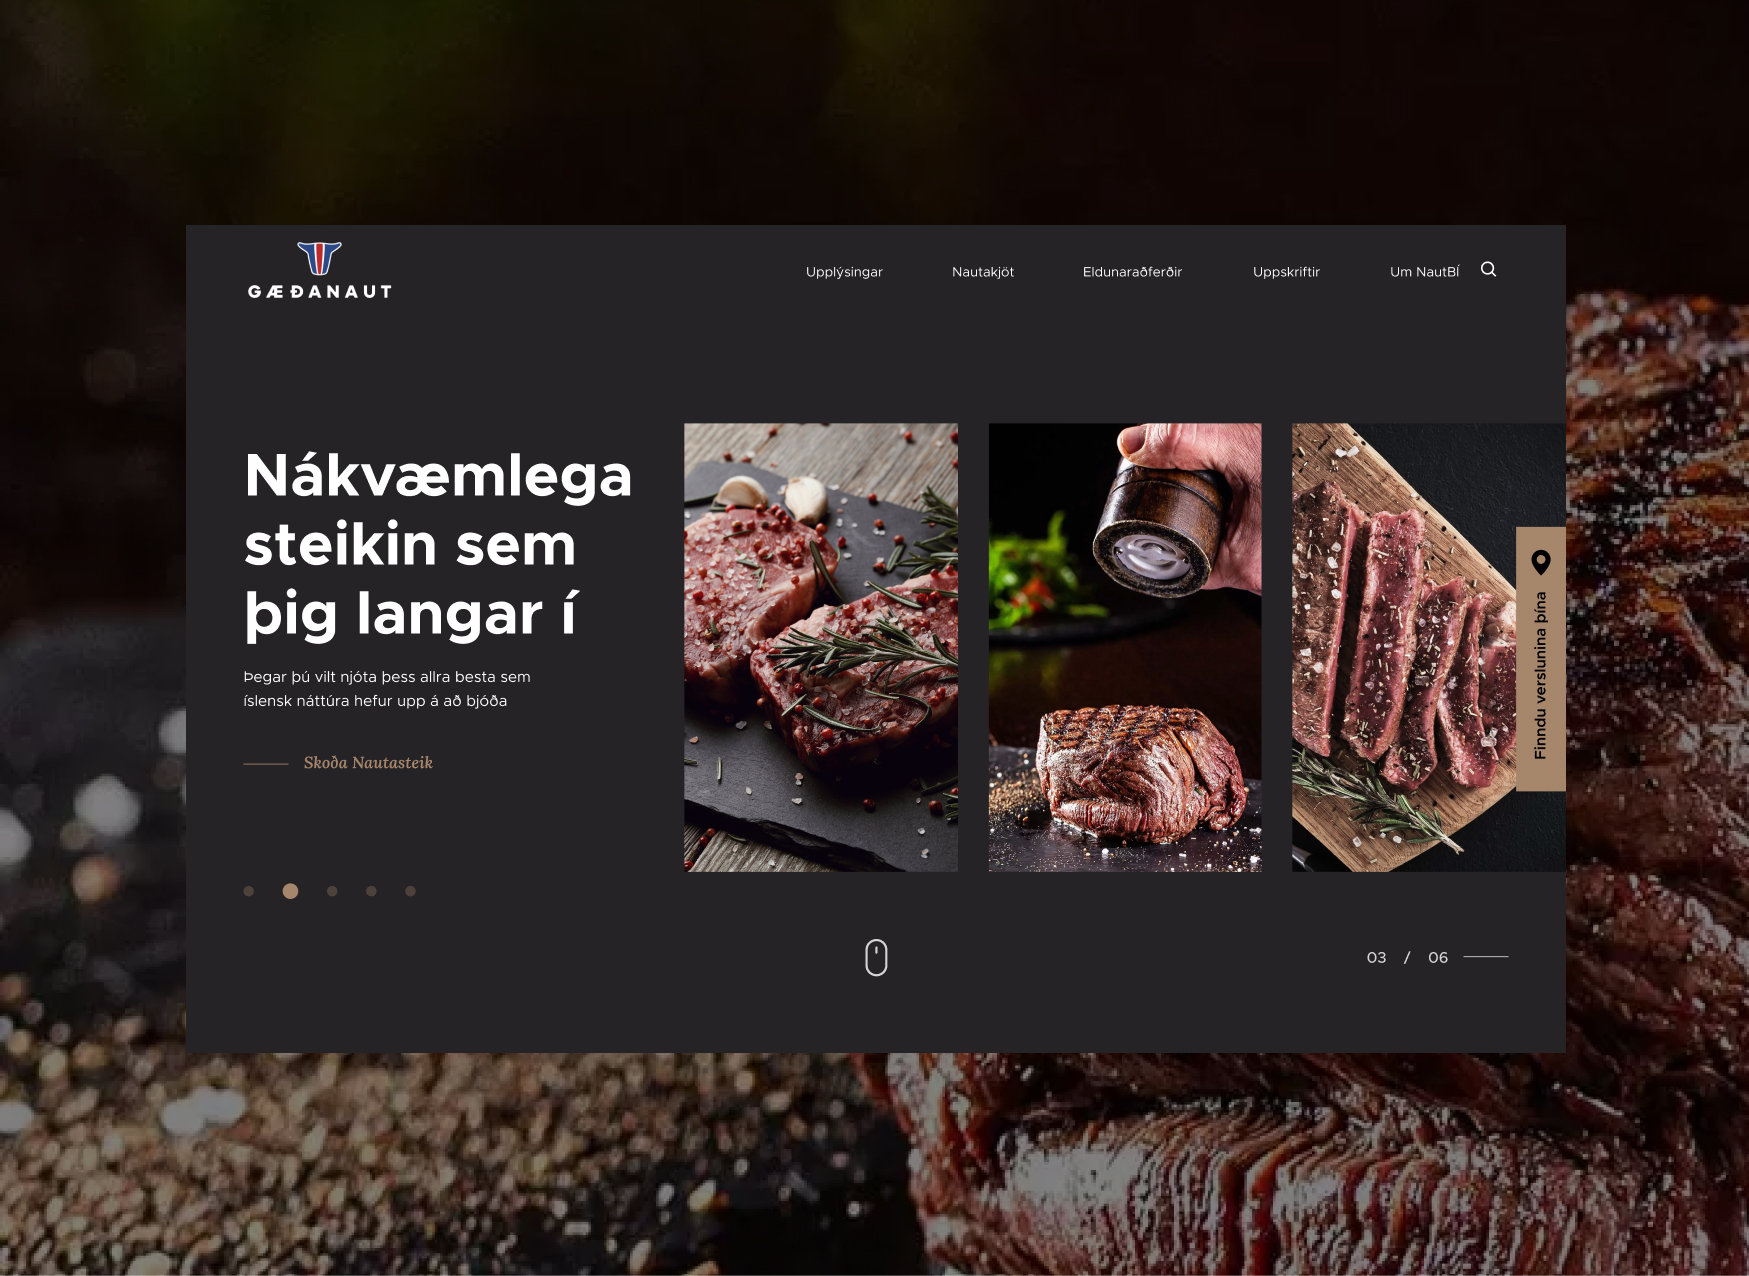 GÆÐANAUT
Upplýsingar
Nautakjöt
Eldunaraðferðir
Uppskriftir
Um NautBÍ
Nákvæmlega
steikin sem
þig langar í
Þegar þú vilt njóta þess allra besta sem
íslensk náttúra hefur upp á að bjóða
Skoða Nautasteik
Finndu verslunina þína
03 / 06